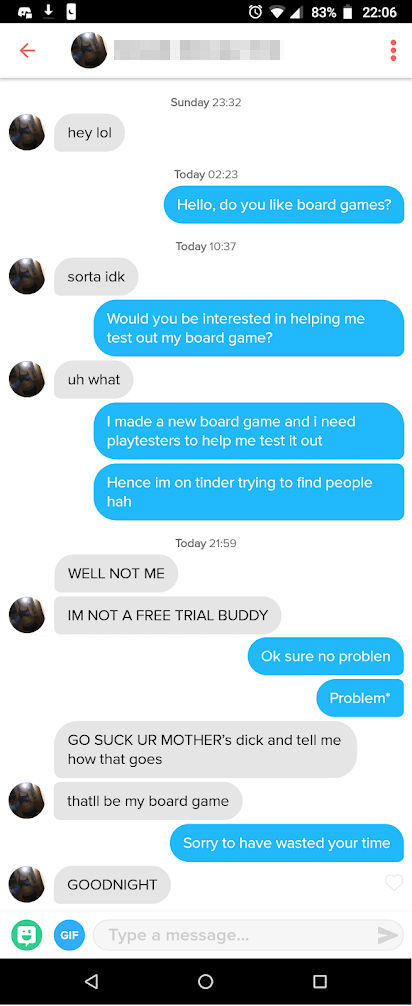 83% 22:06
Sunday 23:32
hey lol
Today 02:23
Hello, do you like board games?
Today 10:37
sorta idk
Would you be interested in helping me
test out my board game?
uh what
I made a new board game and i need
playtesters to help me test it out
Hence im on tinder trying to find people
hah
Today 21:59
WELL NOT ME
IM NOT A FREE TRIAL BUDDY
Ok sure no problen
Problem*
GO SUCK UR MOTHER's dick and tell me
how that goes
thatll be my board game
Sorry to have wasted your time
GOODNIGHT
GIF
Type a message...